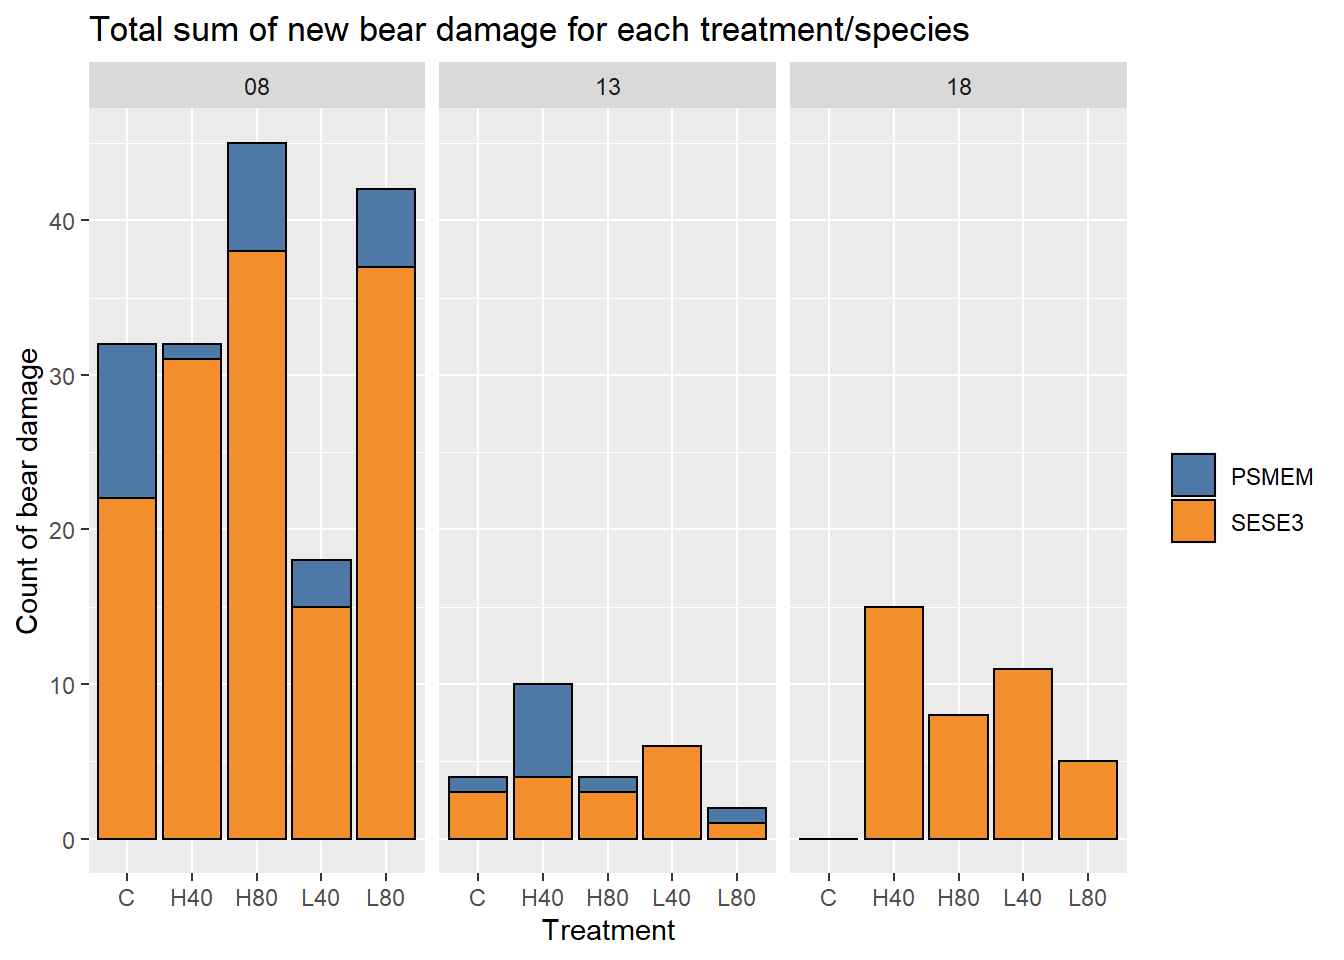 Total sum of new bear damage for each treatment/species
08 13 18
Count of bear damage
40
30
20
10
0
C H40 H80 L40 L80 C H40 H80 L40 L80 C H40 H80 L40 L80
Treatment
PSMEM
SESE3